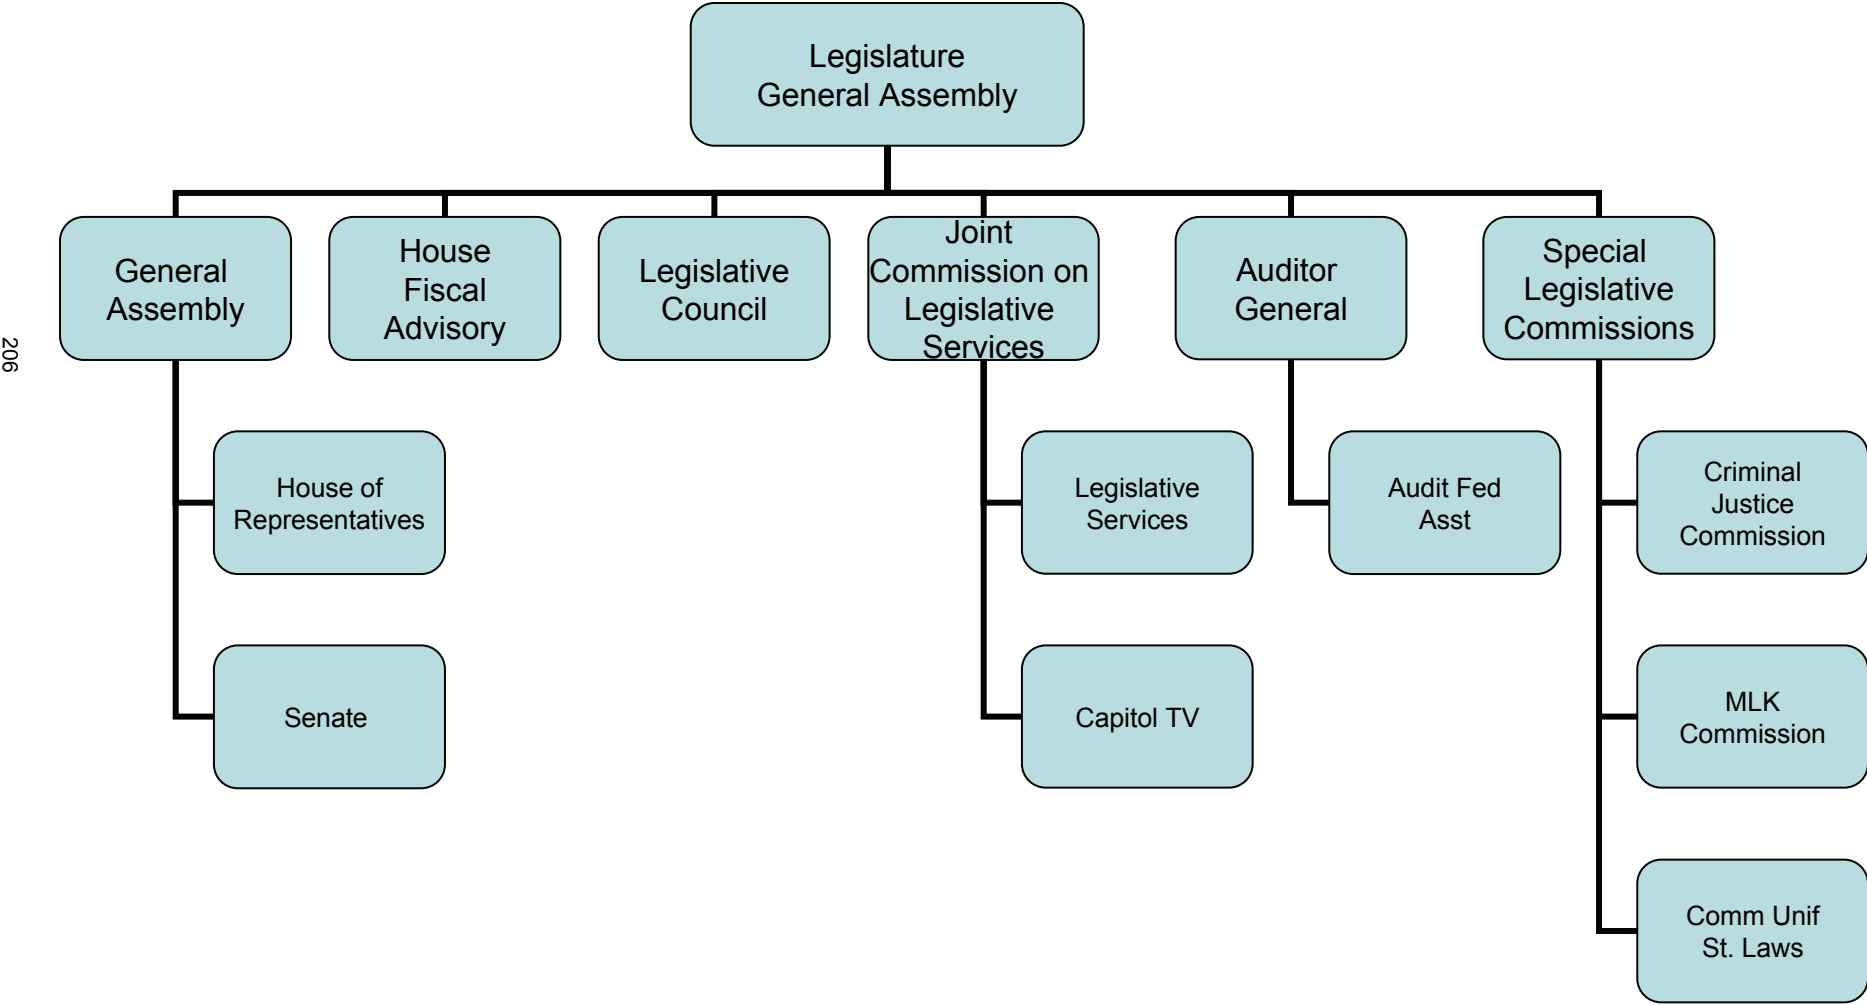 Legislature
General Assembly
General
Assembly
House
Fiscal
Advisory
Legislative
Council
Joint
Commission on
Legislative
Services
Auditor
General
Special
Legislative
Commissions
206
House of
Representatives
Legislative
Services
Audit Fed
Asst
Criminal
Justice
Commission
Senate
Capitol TV
MLK
Commission
Comm Unif
St. Laws